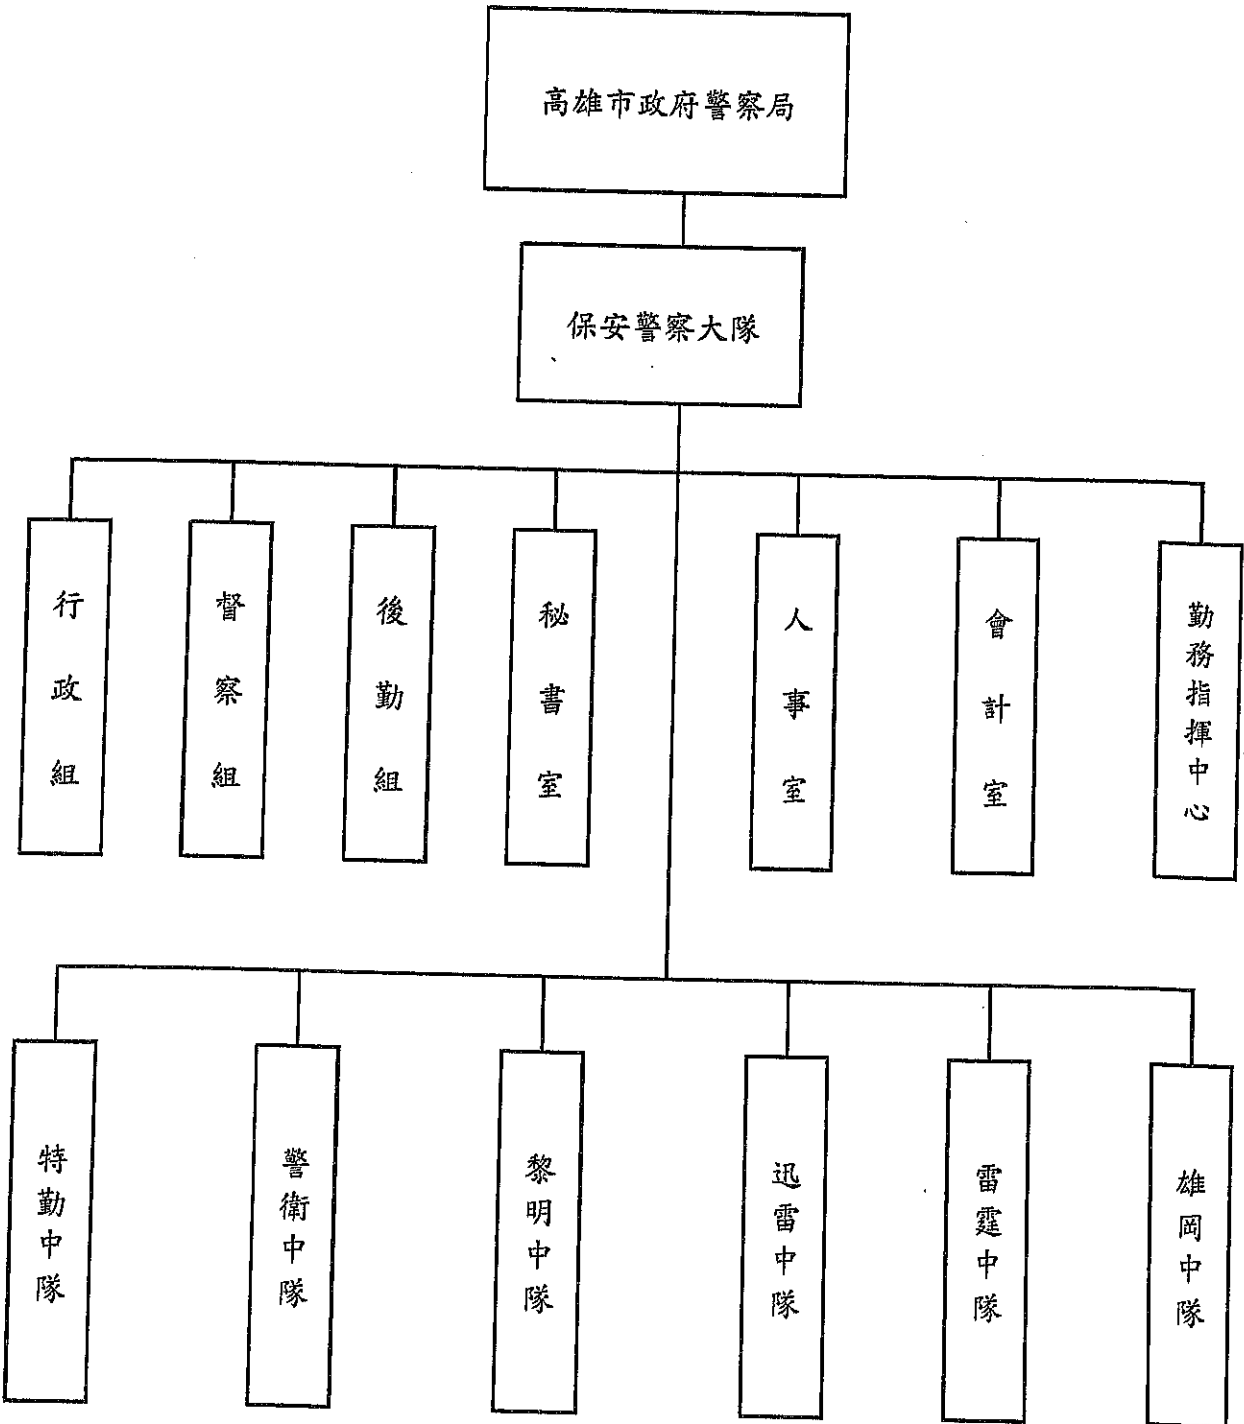 高雄市政府警察局
保安警察大隊
行政組
督察組
後勤組
秘書室
人事室
會計室
勤務指揮中心
特勤中隊
警衛中隊
黎明中隊
迅雷中隊
雷霆中隊
雄岡中隊